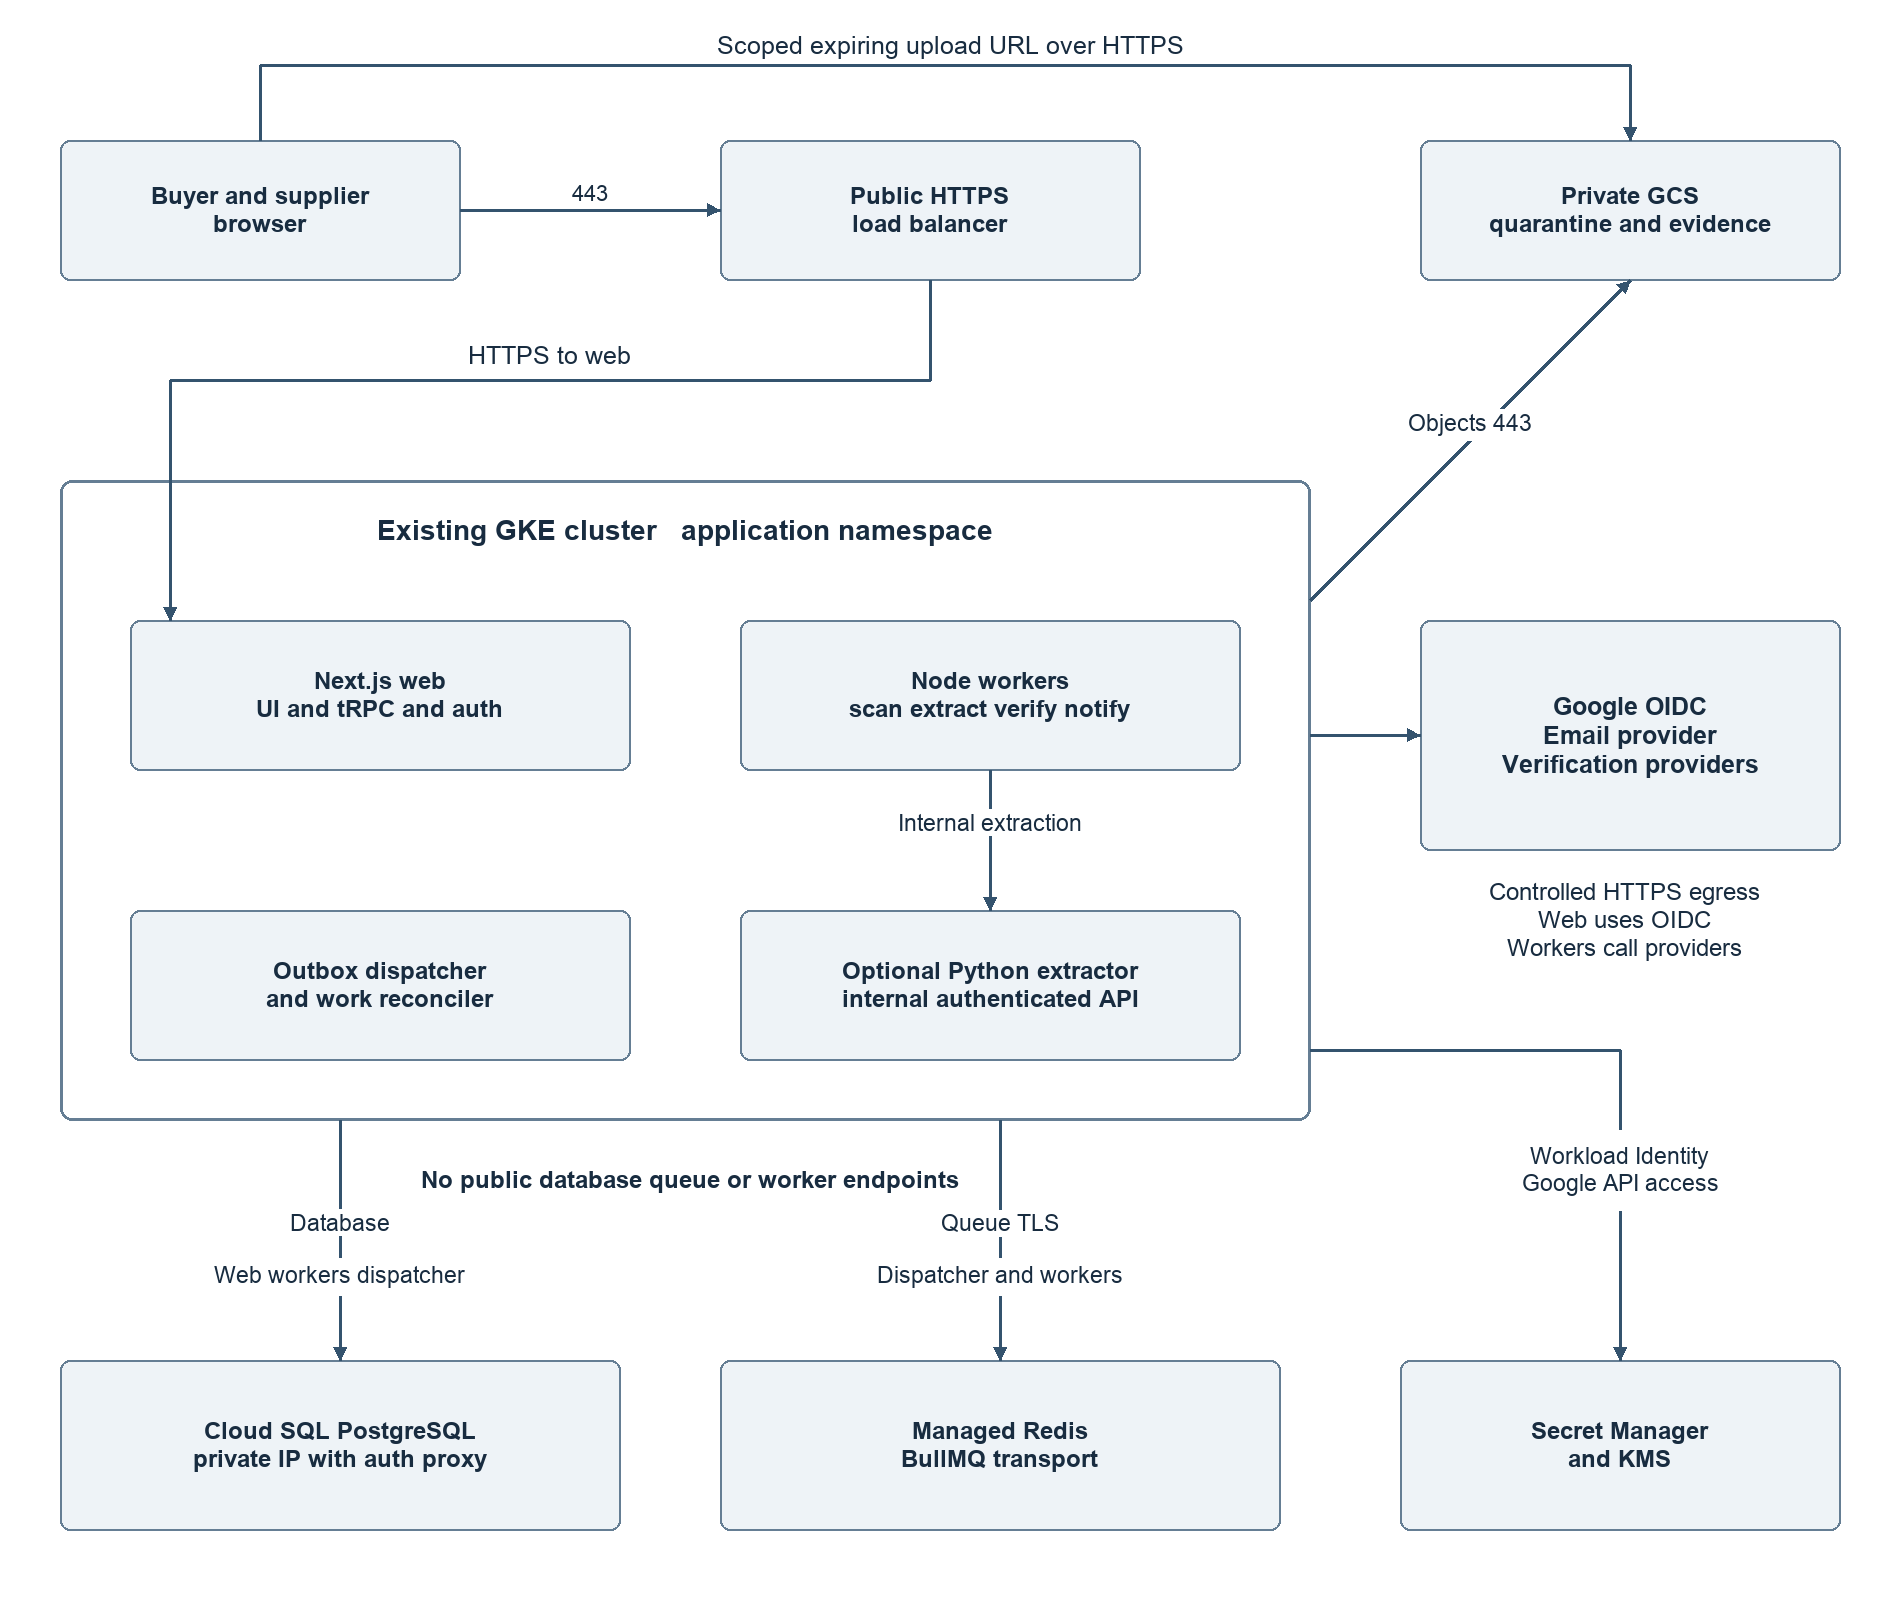 Scoped expiring upload URL over HTTPS
Buyer and supplier
browser
443
Public HTTPS
load balancer
Private GCS
quarantine and evidence
HTTPS to web
Objects 443
Existing GKE cluster   application namespace
Next.js web
UI and tRPC and auth
Node workers
scan extract verify notify
Google OIDC
Email provider
Verification providers
Internal extraction
Controlled HTTPS egress
Web uses OIDC
Workers call providers
Outbox dispatcher
and work reconciler
Optional Python extractor
internal authenticated API
No public database queue or worker endpoints
Workload Identity
Google API access
Database
Web workers dispatcher
Queue TLS
Dispatcher and workers
Cloud SQL PostgreSQL
private IP with auth proxy
Managed Redis
BullMQ transport
Secret Manager
and KMS